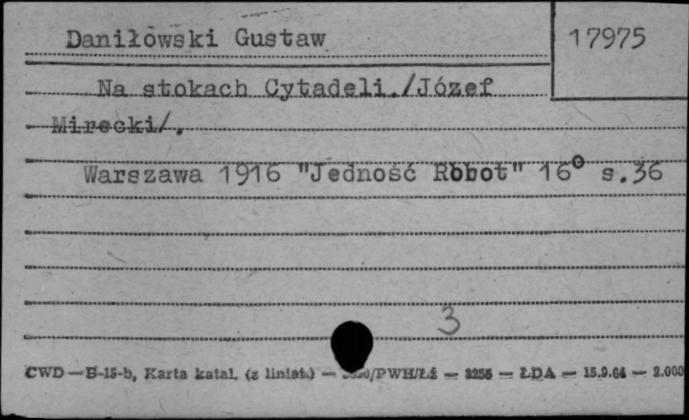 Daniłowski Gustaw
17975
Na stokach Cytadeli./Józef
Mirecki/.
Warszawa 1916 "Jedność Robot" 16° s.36
3
CWD—B-15-b, Karta katal. (z liniat.) — /PWH/Łź — 3256 — ŁDA — 15.9.64 — 2.000